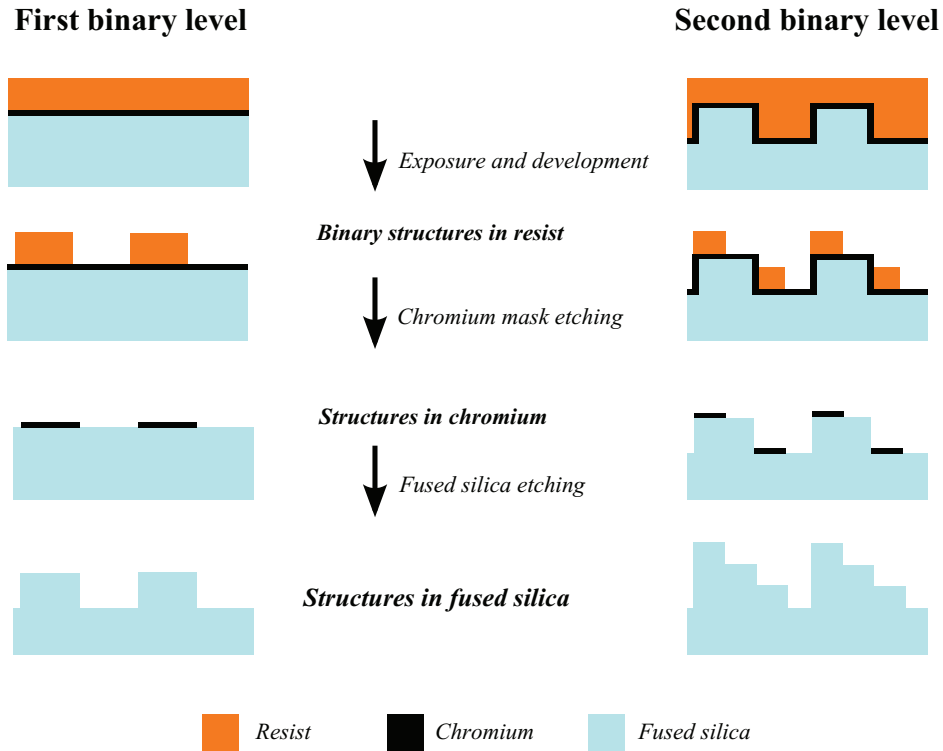 First binary level
Second binary level
Exposure and development
Binary structures in resist
Chromium mask etching
Structures in chromium
Fused silica etching
Structures in fused silica
Resist
Chromium
Fused silica